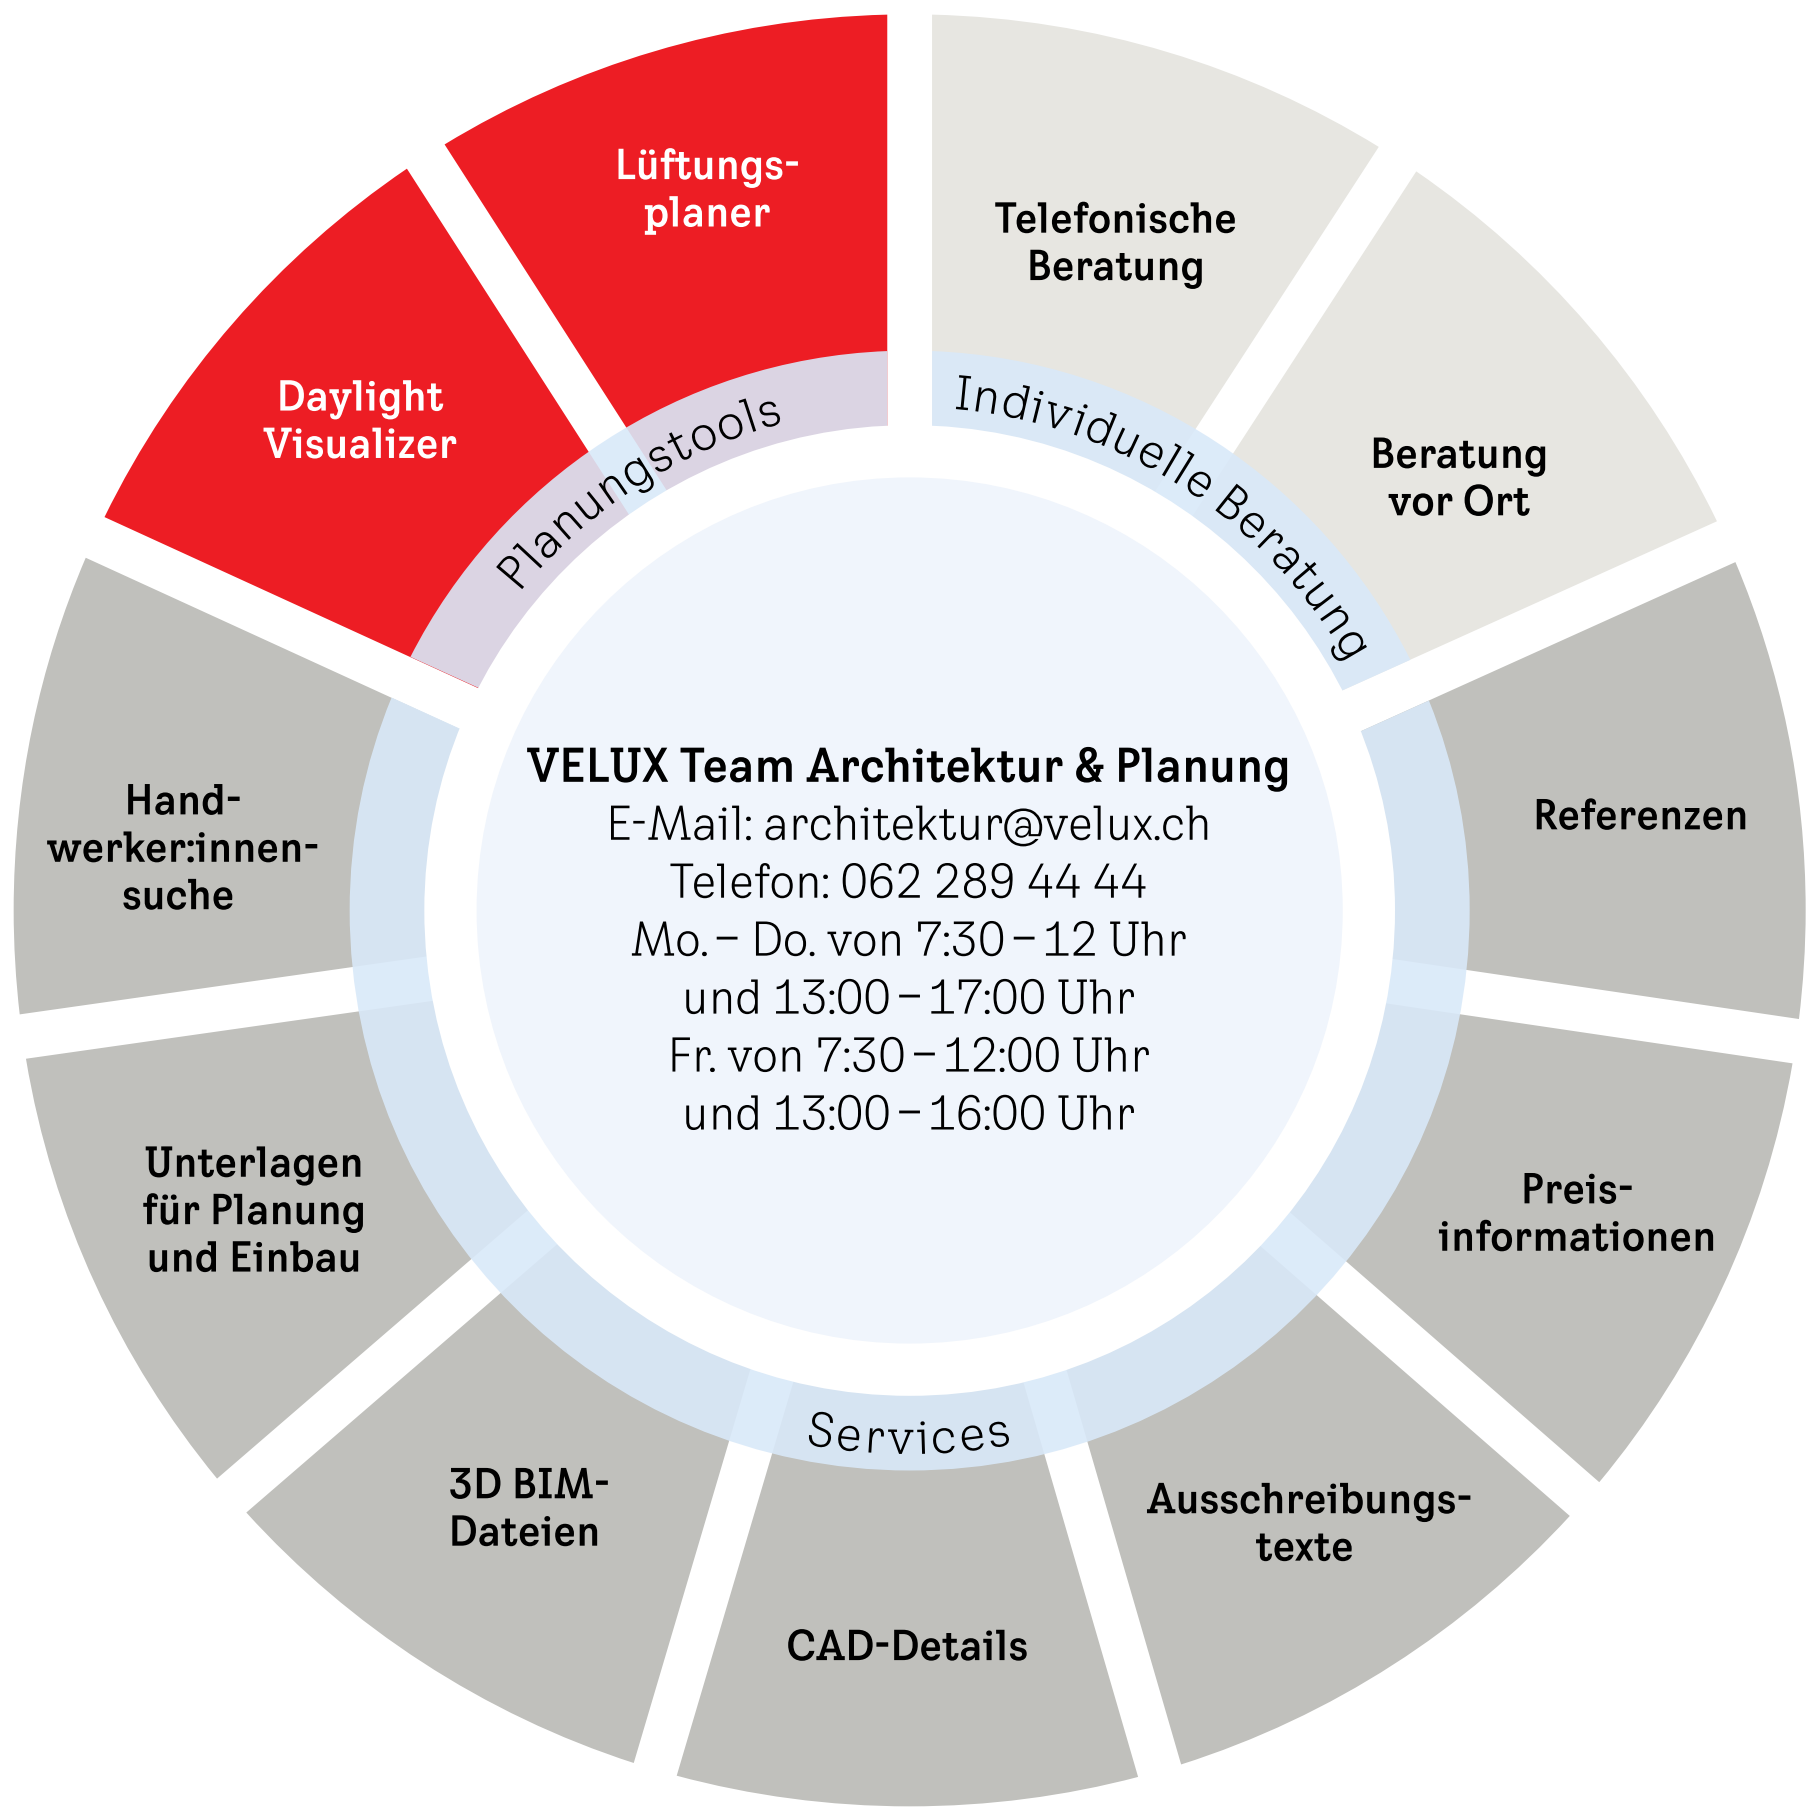 Lüftungs-
planer
Telefonische
Beratung
Daylight
Visualizer
Beratung
vor Ort
Planungstools
Individuelle Beratung
Hand-
werker:innen-
suche
Referenzen
VELUX Team Architektur & Planung
E-Mail: architektur@velux.ch
Telefon: 062 289 44 44
Mo. – Do. von 7:30 – 12 Uhr
und 13:00 – 17:00 Uhr
Fr. von 7:30 – 12:00 Uhr
und 13:00 – 16:00 Uhr
Unterlagen
für Planung
und Einbau
Preis-
informationen
Services
3D BIM-
Dateien
Ausschreibungs-
texte
CAD-Details